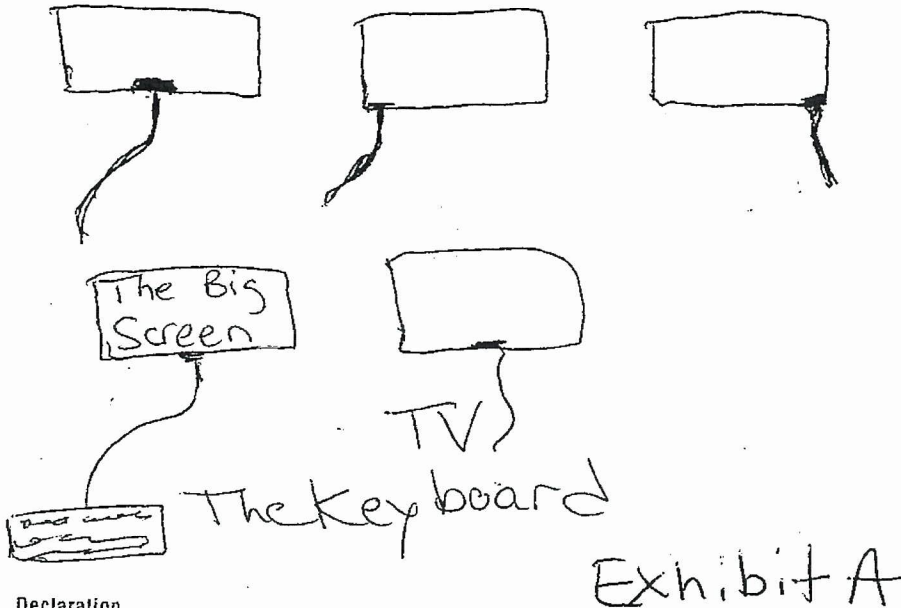 The Big
Screen
TV
The Keyboard
Exhibit A
Declaration